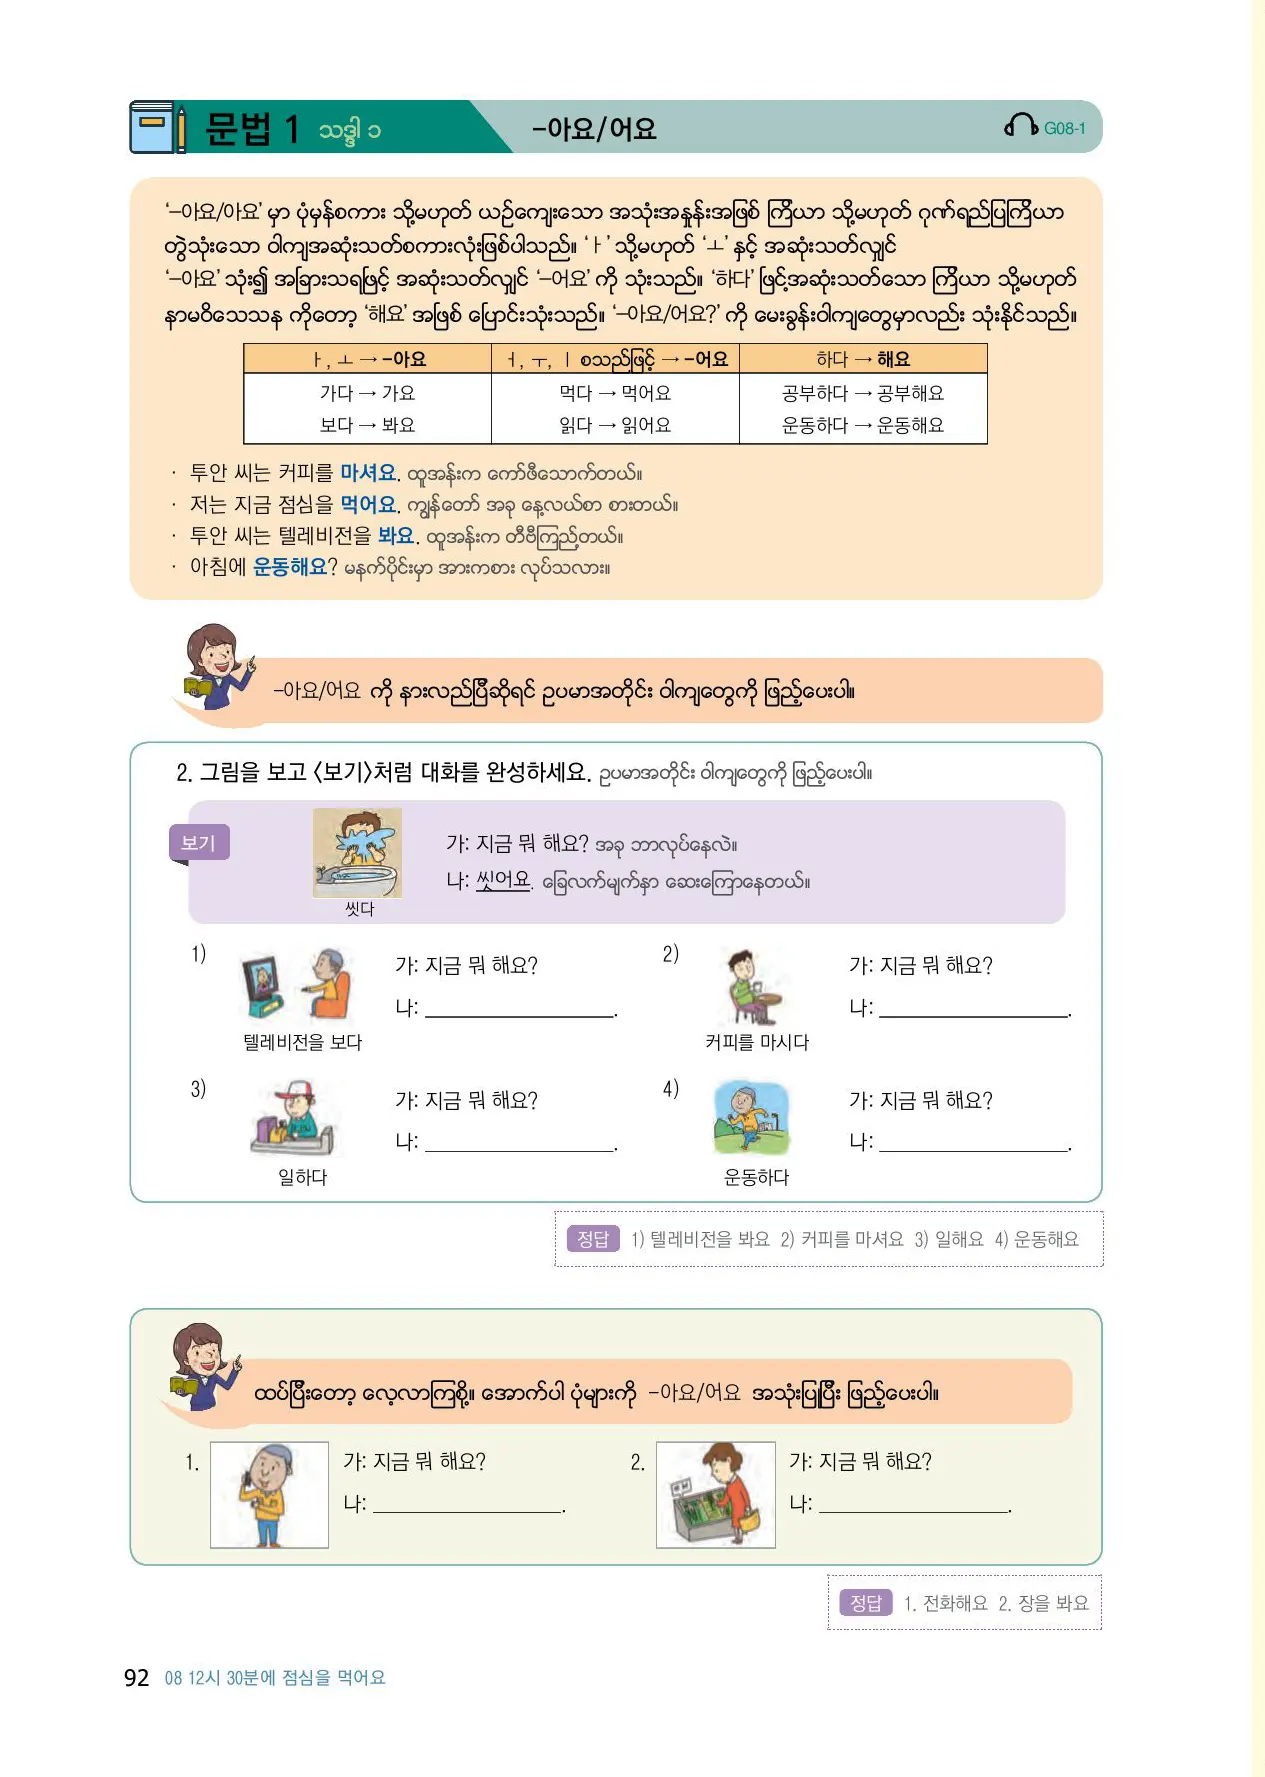 문법 1 သဒ္ဒါ ၁ -아요/어요 G08-1
‘-아요/아요’ မှာ ပုံမှန်စကား သို့မဟုတ် ယဉ်ကျေးသော အသုံးအနှုန်းအဖြစ် ကြိယာ သို့မဟုတ် ဂုဏ်ရည်ပြကြိယာ
တွဲသုံးသော ဝါကျအဆုံးသတ်စကားလုံးဖြစ်ပါသည်။ ‘ㅏ’ သို့မဟုတ် ‘ㅗ’ နှင့် အဆုံးသတ်လျှင်
‘-아요’ သုံး၍ အခြားသရဖြင့် အဆုံးသတ်လျှင် ‘-어요’ ကို သုံးသည်။ ‘하다’ ဖြင့်အဆုံးသတ်သော ကြိယာ သို့မဟုတ်
နာမဝိသေသန ကိုတော့ ‘해요’ အဖြစ် ပြောင်းသုံးသည်။ ‘-아요/어요?’ ကို မေးခွန်းဝါကျတွေမှာလည်း သုံးနိုင်သည်။
ㅏ, ㅗ → -아요 ㅓ, ㅜ, ㅣ စသည်ဖြင့် → -어요 하다 → 해요
가다 → 가요 먹다 → 먹어요 공부하다 → 공부해요
보다 → 봐요 읽다 → 읽어요 운동하다 → 운동해요
· 투안 씨는 커피를 마셔요. ထူအန်းက ကော်ဖီသောက်တယ်။
· 저는 지금 점심을 먹어요. ကျွန်တော် အခု နေ့လယ်စာ စားတယ်။
· 투안 씨는 텔레비전을 봐요. ထူအန်းက တီဗီကြည့်တယ်။
· 아침에 운동해요? မနက်ပိုင်းမှာ အားကစား လုပ်သလား။
-아요/어요 ကို နားလည်ပြီဆိုရင် ဥပမာအတိုင်း ဝါကျတွေကို ဖြည့်ပေးပါ။
2. 그림을 보고 〈보기〉처럼 대화를 완성하세요. ဥပမာအတိုင်း ဝါကျတွေကို ဖြည့်ပေးပါ။
보기
가: 지금 뭐 해요? အခု ဘာလုပ်နေလဲ။
나: 씻어요. ခြေလက်မျက်နှာ ဆေးကြောနေတယ်။
씻다
1) 가: 지금 뭐 해요?
나: ____________.
텔레비전을 보다
2) 가: 지금 뭐 해요?
나: ____________.
커피를 마시다
3) 가: 지금 뭐 해요?
나: ____________.
일하다
4) 가: 지금 뭐 해요?
나: ____________.
운동하다
정답 1) 텔레비전을 봐요 2) 커피를 마셔요 3) 일해요 4) 운동해요
ထပ်ပြီးတော့ လေ့လာကြစို့။ အောက်ပါ ပုံများကို -아요/어요 အသုံးပြုပြီး ဖြည့်ပေးပါ။
1. 가: 지금 뭐 해요?
나: ____________.
2. 가: 지금 뭐 해요?
나: ____________.
정답 1. 전화해요 2. 장을 봐요
92 08 12시 30분에 점심을 먹어요